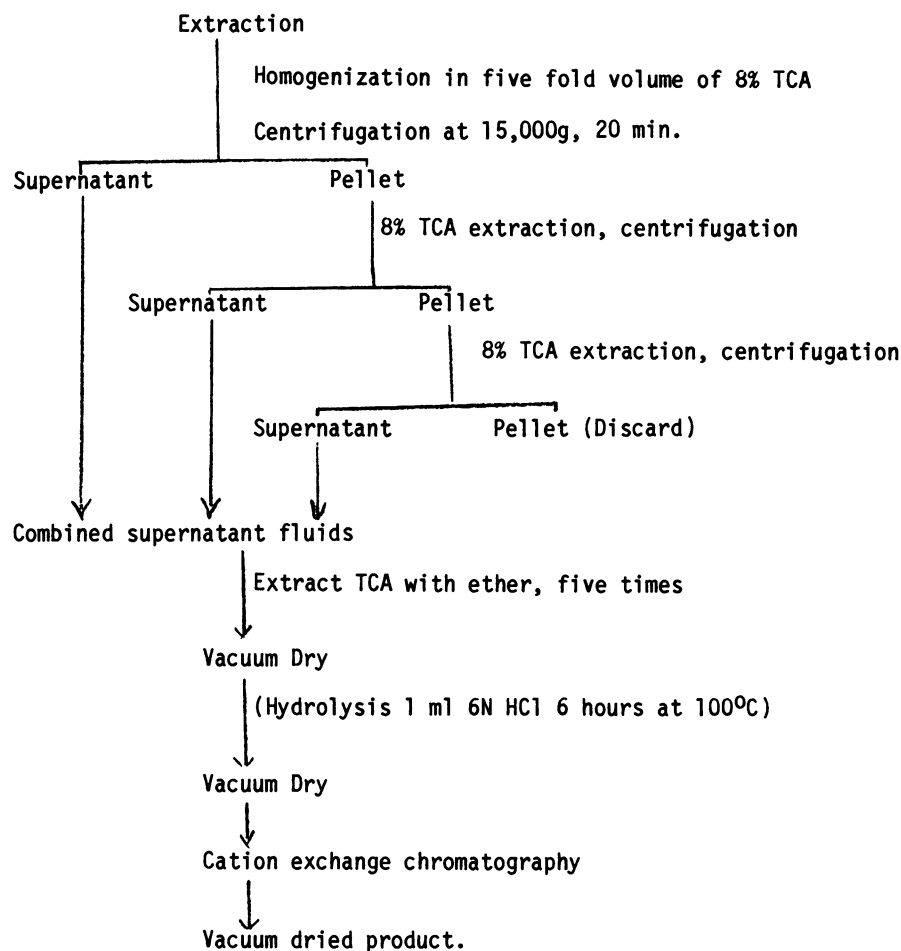 Extraction
Homogenization in five fold volume of 8% TCA
Centrifugation at 15,000g, 20 min.
Supernatant Pellet
8% TCA extraction, centrifugation
Supernatant Pellet
8% TCA extraction, centrifugation
Supernatant Pellet (Discard)
Combined supernatant fluids
Extract TCA with ether, five times
Vacuum Dry
(Hydrolysis 1 ml 6N HCl 6 hours at 100ºC)
Vacuum Dry
Cation exchange chromatography
Vacuum dried product.